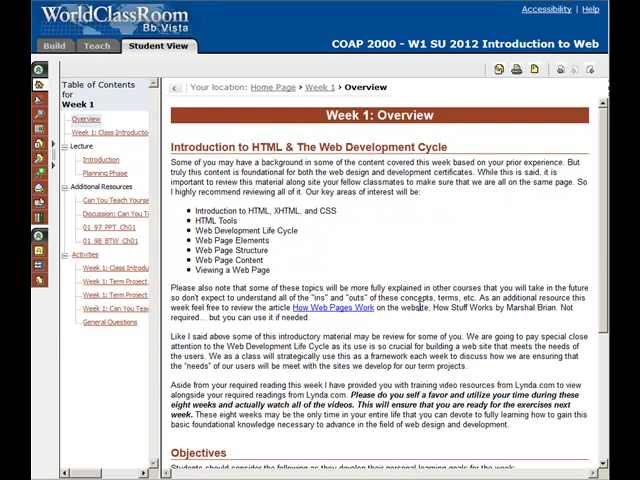 WorldClassRoom
Bb Vista
Accessibility | Help
Build
Teach
Student View
COAP 2000 - W1 SU 2012 Introduction to Web
Table of Contents
for
Week 1
Overview
Week 1: Class Introductio
Lecture
Introduction
Planning Phase
Additional Resources
Can You Teach Yourse
Discussion: Can You T
01_97_PPT_Ch01
01_98_BTW_Ch01
Activities
Week 1: Class Introd
Week 1: Term Project
Week 1: Term Project
Week 1: Can You Tea
General Questions
Your location: Home Page › Week 1 › Overview
Week 1: Overview
Introduction to HTML & The Web Development Cycle
Some of you may have a background in some of the content covered this week based on your prior experience. But
truly this content is foundational for both the web design and development certificates. While this is said, it is
important to review this material along site your fellow classmates to make sure that we are all on the same page. So
I highly recommend reviewing all of it. Our key areas of interest will be:
Introduction to HTML, XHTML, and CSS
HTML Tools
Web Development Life Cycle
Web Page Elements
Web Page Structure
Web Page Content
Viewing a Web Page
Please also note that some of these topics will be more fully explained in other courses that you will take in the future
so don't expect to understand all of the "ins" and "outs" of these concepts, terms, etc. As an additional resource this
week feel free to review the article How Web Pages Work on the website, How Stuff Works by Marshal Brian. Not
required... but you can use it if needed.
Like I said above some of this introductory material may be review for some of you. We are going to pay special close
attention to the Web Development Life Cycle as its use is so crucial for building a web site that meets the needs of
the users. We as a class will strategically use this as a framework each week to discuss how we are ensuring that
the "needs" of our users will be met with the sites we develop for our term projects.
Aside from your required reading this week I have provided you with training video resources from Lynda.com to view
alongside your required readings from Lynda.com. Please do you self a favor and utilize your time during these
eight weeks and actually watch all of the videos. This will ensure that you are ready for the exercises next
week. These eight weeks may be the only time in your entire life that you can devote to fully learning how to gain this
basic foundational knowledge necessary to advance in the field of web design and development.
Objectives
Students should consider the following as they develop their personal learning goals for the week: